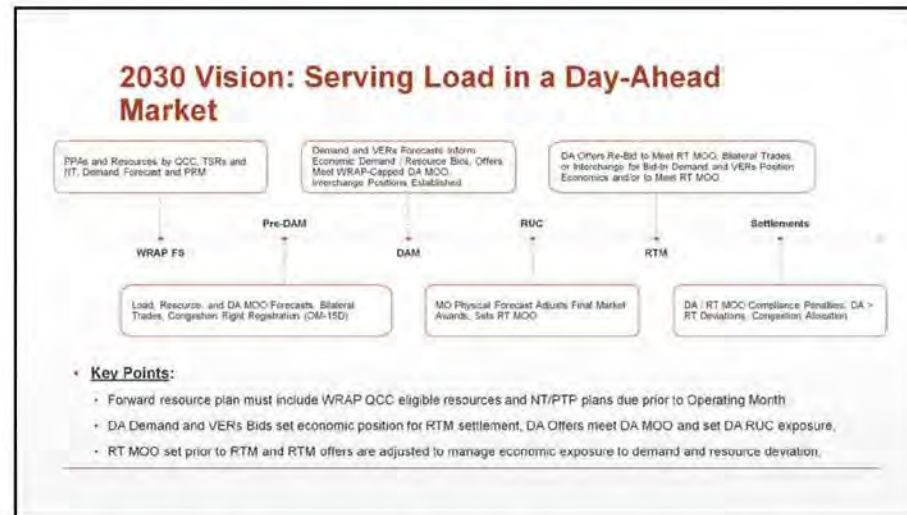 2030 Vision: Serving Load in a Day-Ahead
Market
PPAs and Resources by QCC, TSRs and
NT, Demand Forecast and PRM
Demand and VERs Forecasts Inform
Economic Demand / Resource Bids, Offers
Meet WRAP-Capped DA MOO,
Interchange Positions Established
DA Offers Re-Bid to Meet RT MOO, Bilateral Trades
or Interchange for Bid-In Demand and VERs Position
Economics and/or to Meet RT MOO
Pre-DAM
RUC
Settlements
WRAP FS
DAM
RTM
Load, Resource, and DA MOO Forecasts, Bilateral
Trades, Congestion Right Registration (OM-15D)
MO Physical Forecast Adjusts Final Market
Awards, Sets RT MOO
DA / RT MOO Compliance Penalties, DA >
RT Deviations, Congestion Allocation
• Key Points:
• Forward resource plan must include WRAP QCC eligible resources and NT/PTP plans due prior to Operating Month
• DA Demand and VERs Bids set economic position for RTM settlement, DA Offers meet DA MOO and set DA RUC exposure.
• RT MOO set prior to RTM and RTM offers are adjusted to manage economic exposure to demand and resource deviation.